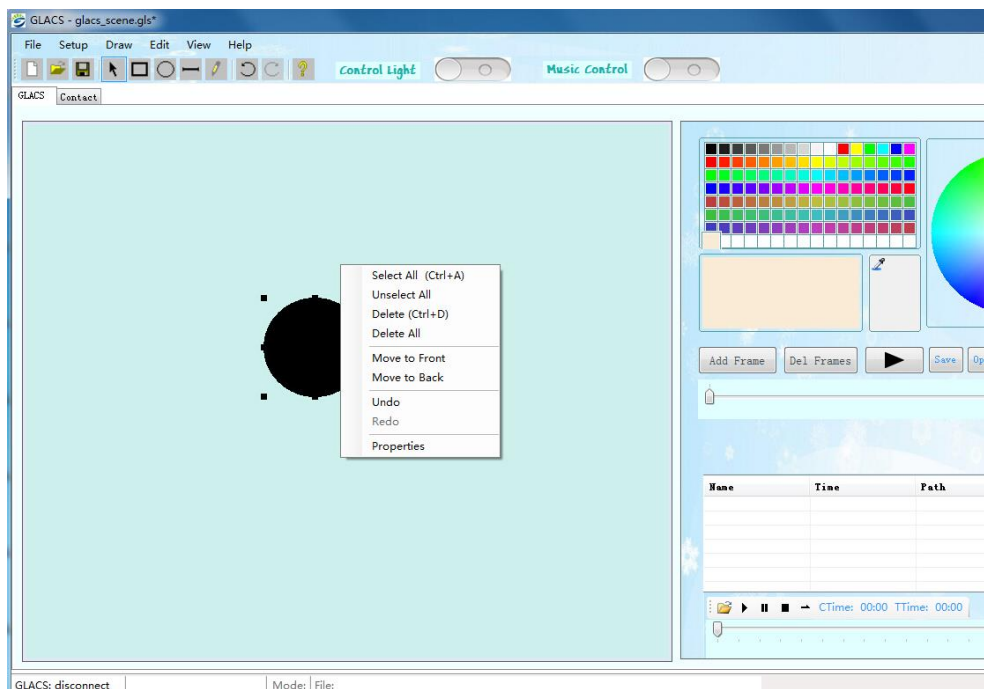 GLACS - glacs_scene.gls*
File Setup Draw Edit View Help
Control Light Music Control
GLACS Contact
Select All (Ctrl+A)
Unselect All
Delete (Ctrl+D)
Delete All
Move to Front
Move to Back
Undo
Redo
Properties
Add Frame Del Frames Save Op
Name Time Path
CTime: 00:00 TTime: 00:00
GLACS: disconnect Mode: File: